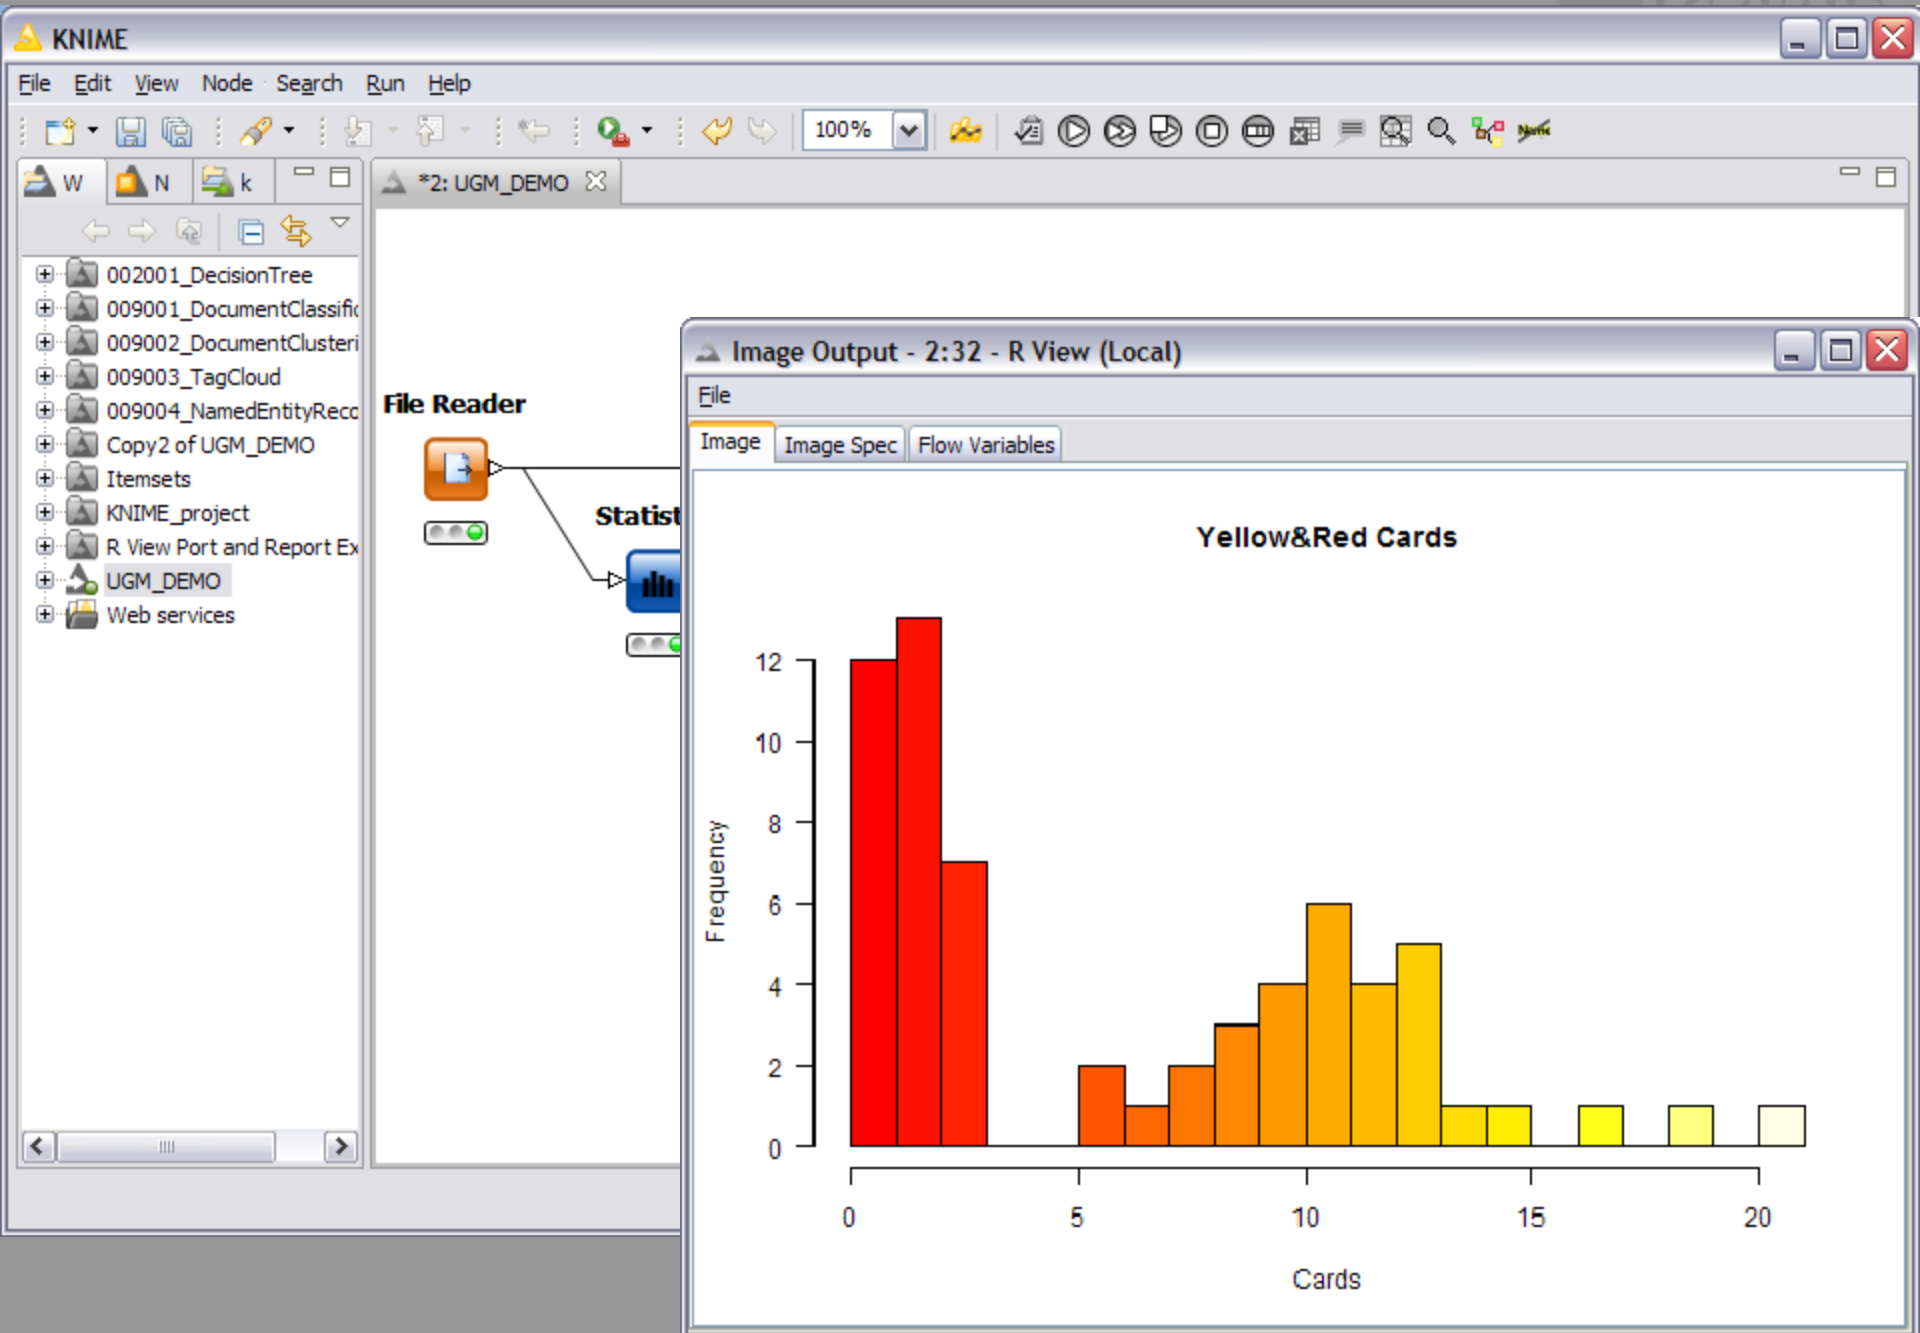 KNIME
File Edit View Node Search Run Help
100%
W N k
*2: UGM_DEMO
002001_DecisionTree
009001_DocumentClassific
009002_DocumentClusteri
009003_TagCloud
009004_NamedEntityReco
Copy2 of UGM_DEMO
Itemsets
KNIME_project
R View Port and Report Ex
UGM_DEMO
Web services
File Reader
Statist
Image Output - 2:32 - R View (Local)
File
Image Image Spec Flow Variables
Yellow&Red Cards
12
10
8
6
4
2
0
Frequency
0 5 10 15 20
Cards